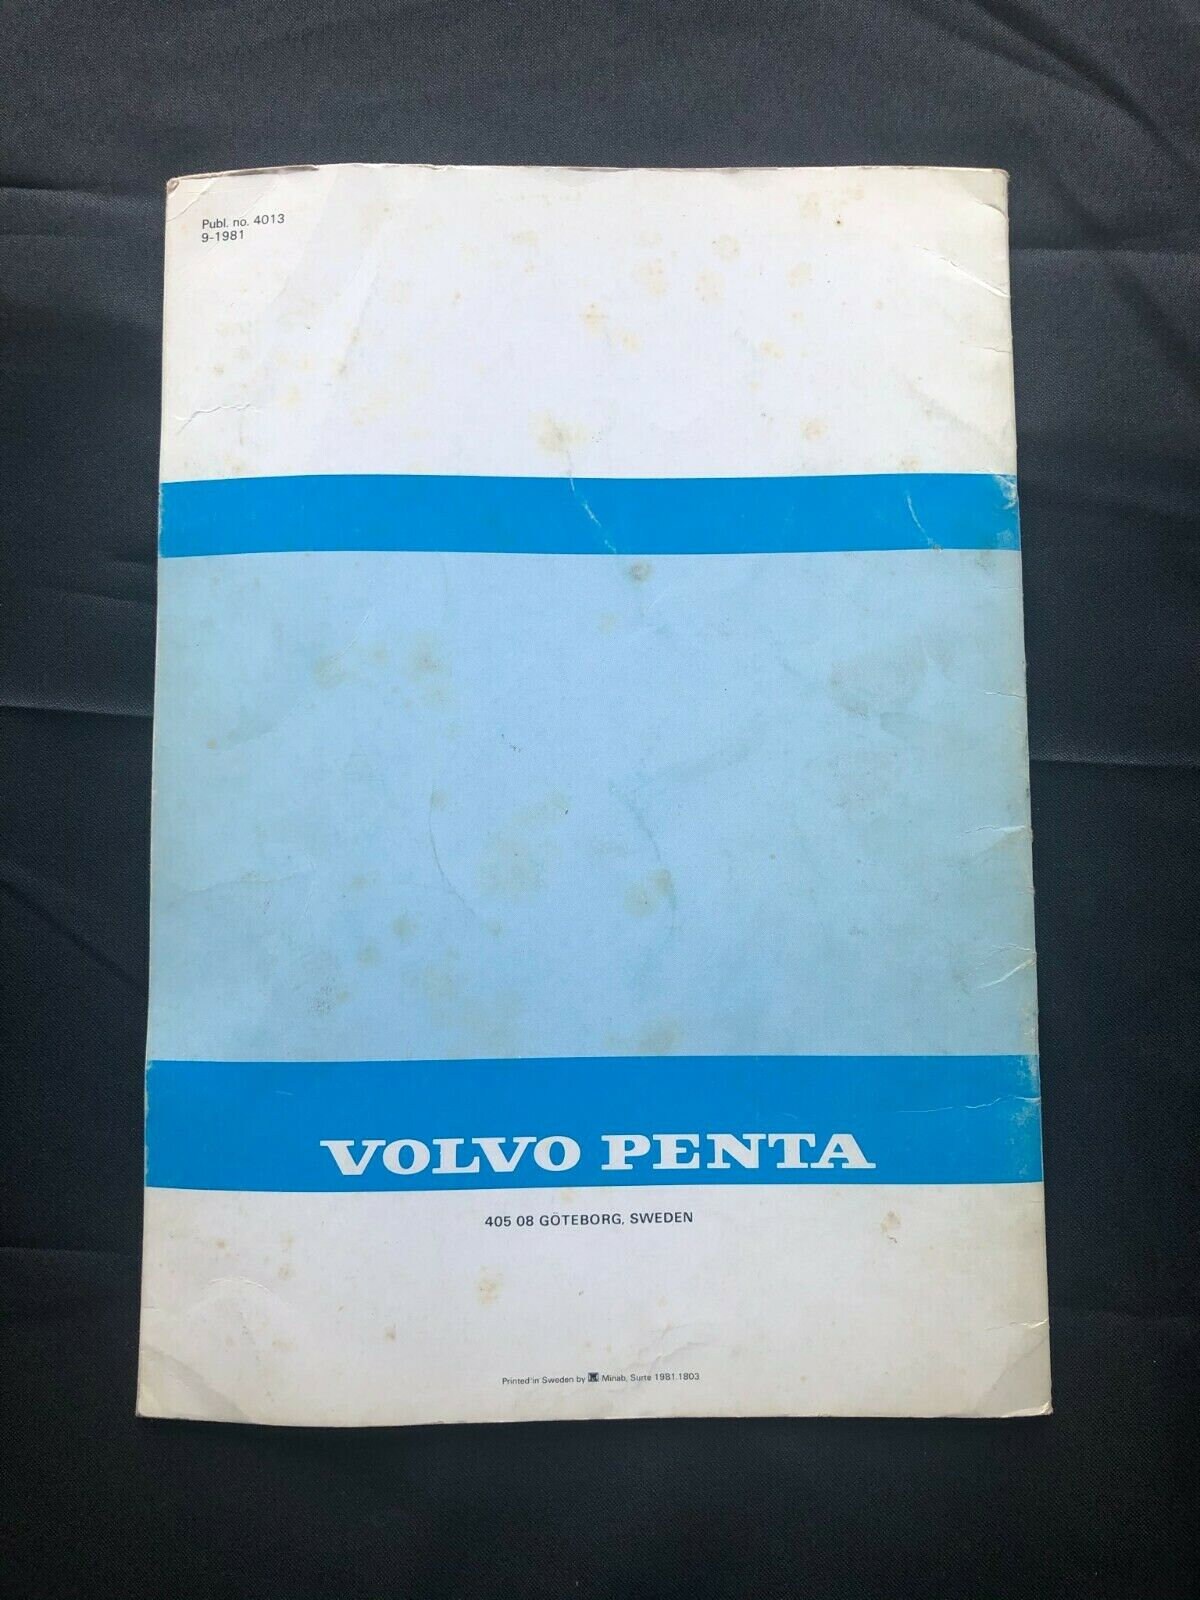 Publ. no. 4013
9-1981
VOLVO PENTA
405 08 GÖTEBORG, SWEDEN
Printed in Sweden by Minab, Surte 1981.1803